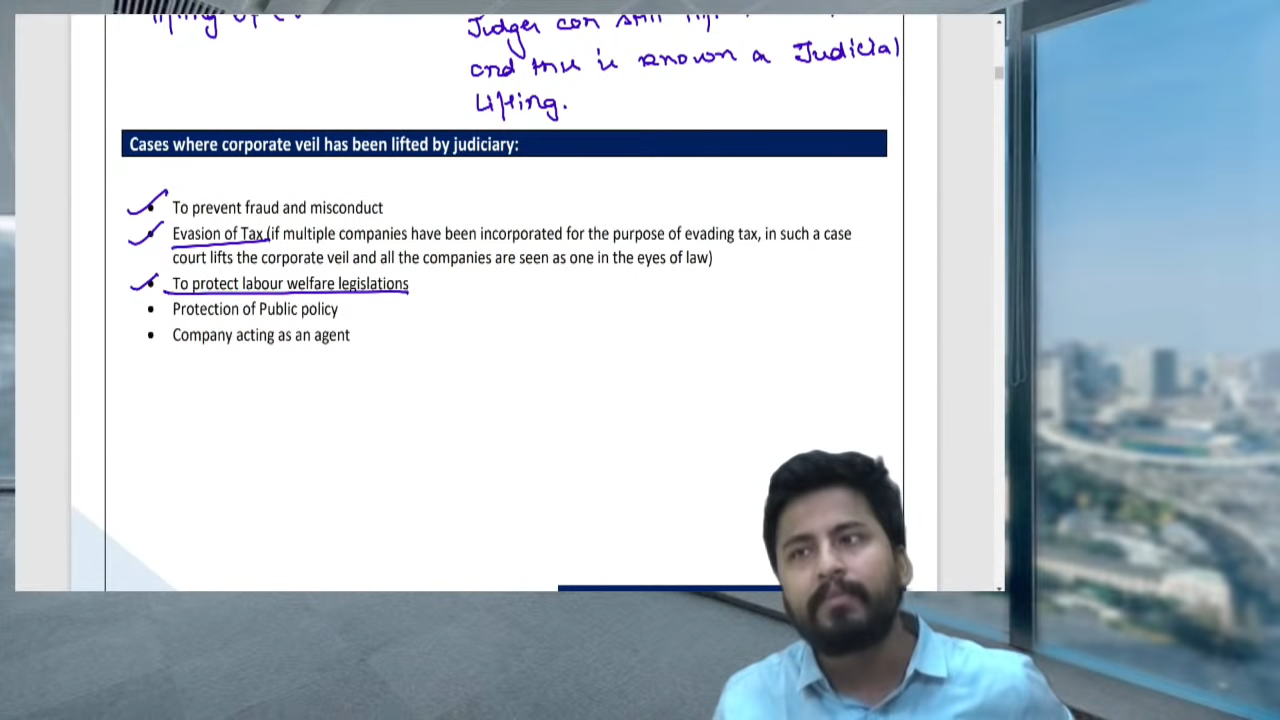 lifting of
Judges can still lif
and this is known a Judicial
Lifting.
Cases where corporate veil has been lifted by judiciary:
• To prevent fraud and misconduct
• Evasion of Tax (if multiple companies have been incorporated for the purpose of evading tax, in such a case
court lifts the corporate veil and all the companies are seen as one in the eyes of law)
• To protect labour welfare legislations
• Protection of Public policy
• Company acting as an agent